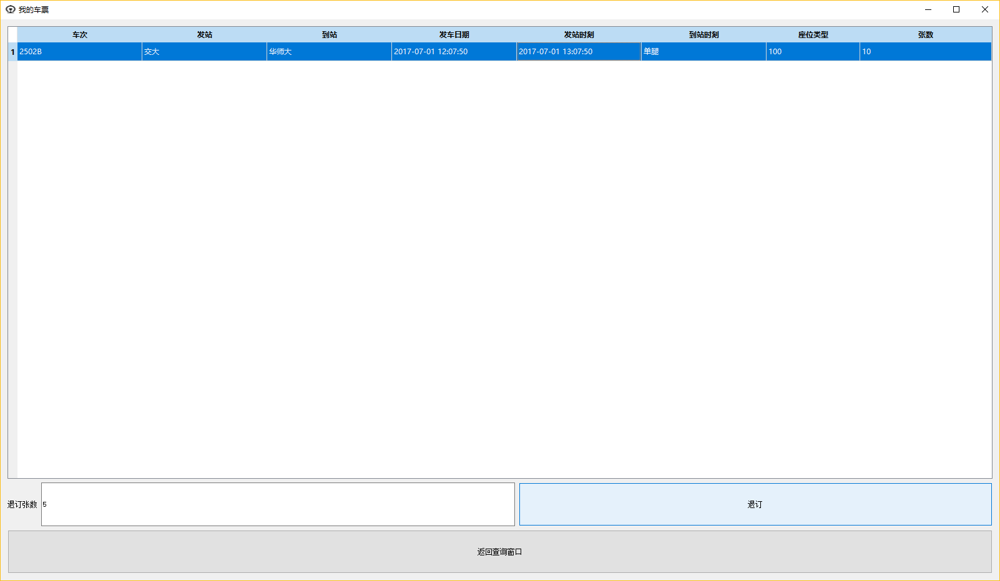 我的车票
车次 发站 到站 发车日期 发站时刻 到站时刻 座位类型 张数
1 2502B 交大 华师大 2017-07-01 12:07:50 2017-07-01 13:07:50 单腿 100 10
退订张数 5 退订
返回查询窗口